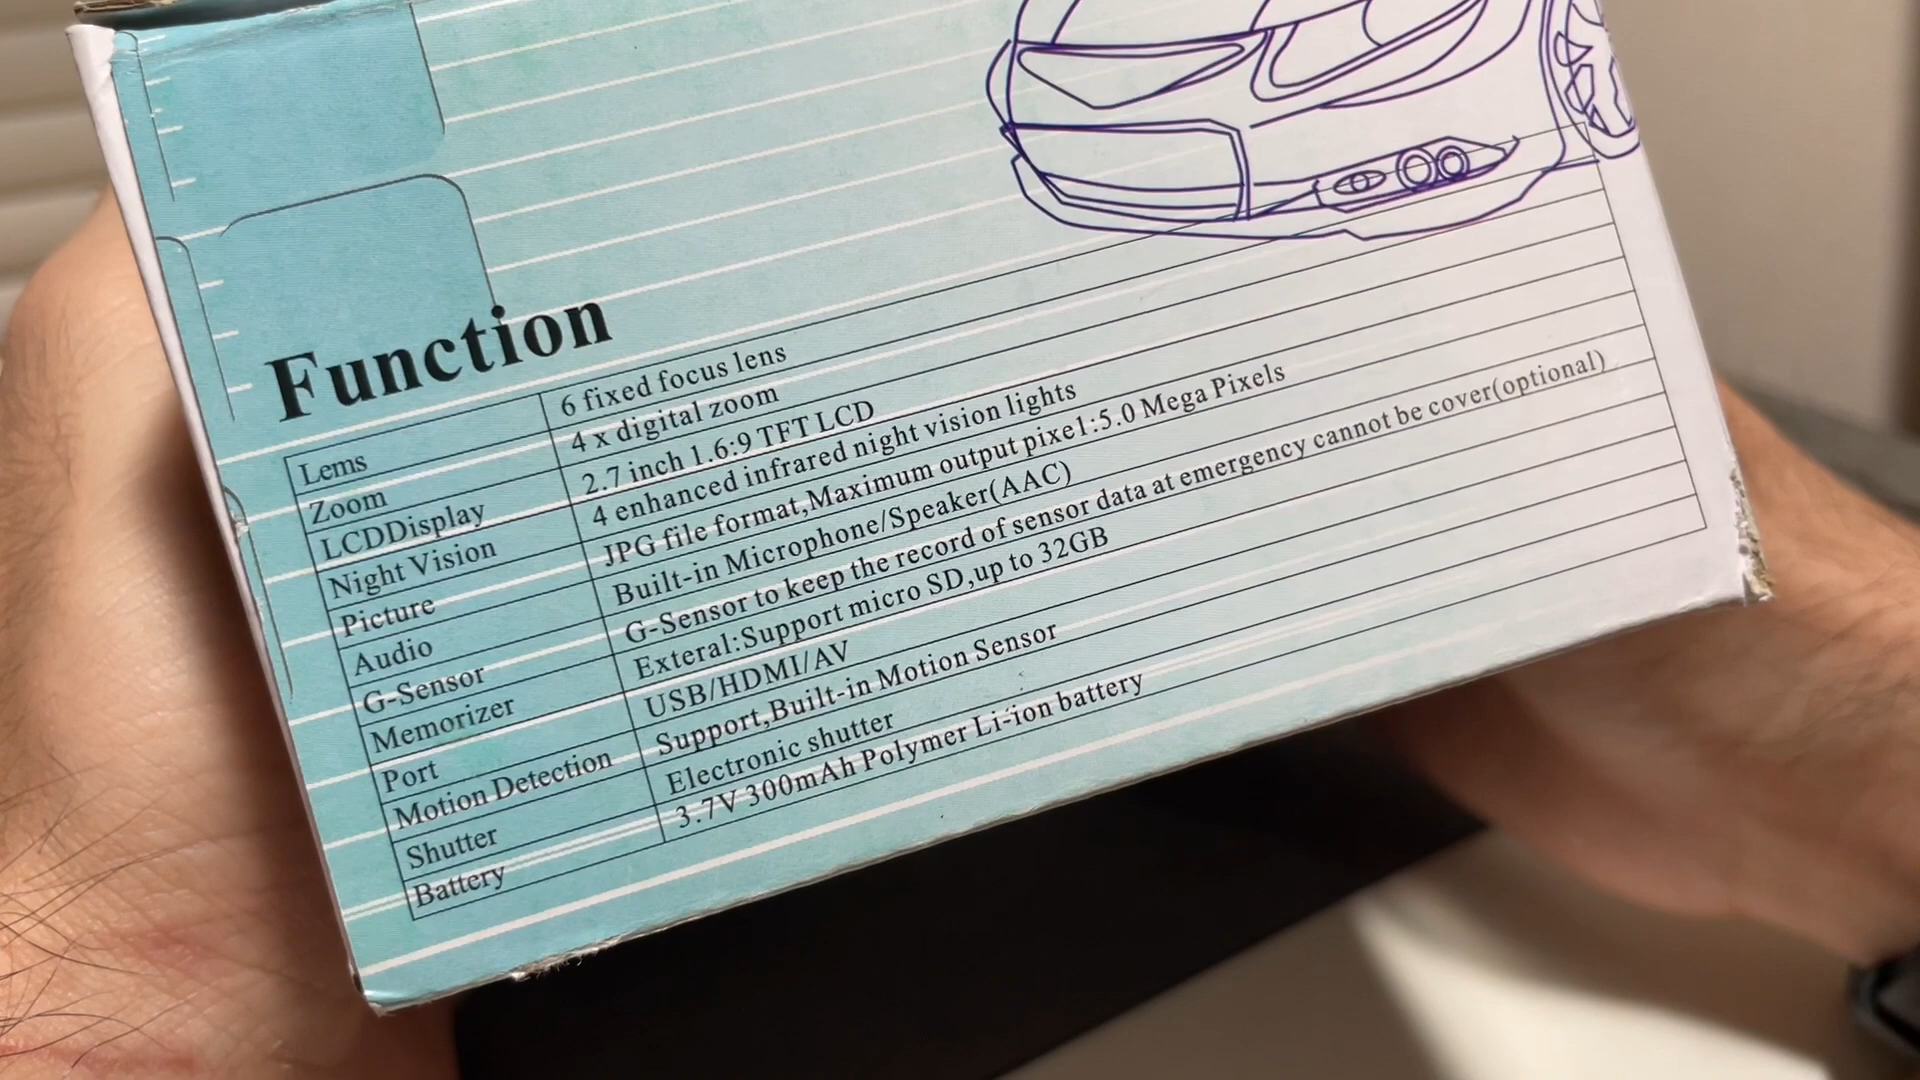 Function
Lems 6 fixed focus lens
Zoom 4 x digital zoom
LCDDisplay 2.7 inch 1.6:9 TFT LCD
Night Vision 4 enhanced infrared night vision lights
Picture JPG file format,Maximum output pixe1:5.0 Mega Pixels
Audio Built-in Microphone/Speaker(AAC)
G-Sensor G-Sensor to keep the record of sensor data at emergency cannot be cover(optional)
Memorizer Exteral:Support micro SD,up to 32GB
Port USB/HDMI/AV
Motion Detection Support,Built-in Motion Sensor
Shutter Electronic shutter
Battery 3.7V 300mAh Polymer Li-ion battery